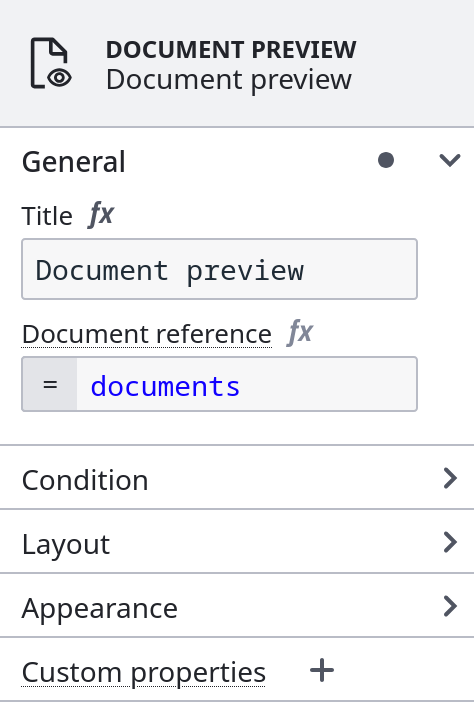 DOCUMENT PREVIEW
Document preview
General
Title fx
Document preview
Document reference fx
= documents
Condition
Layout
Appearance
Custom properties +